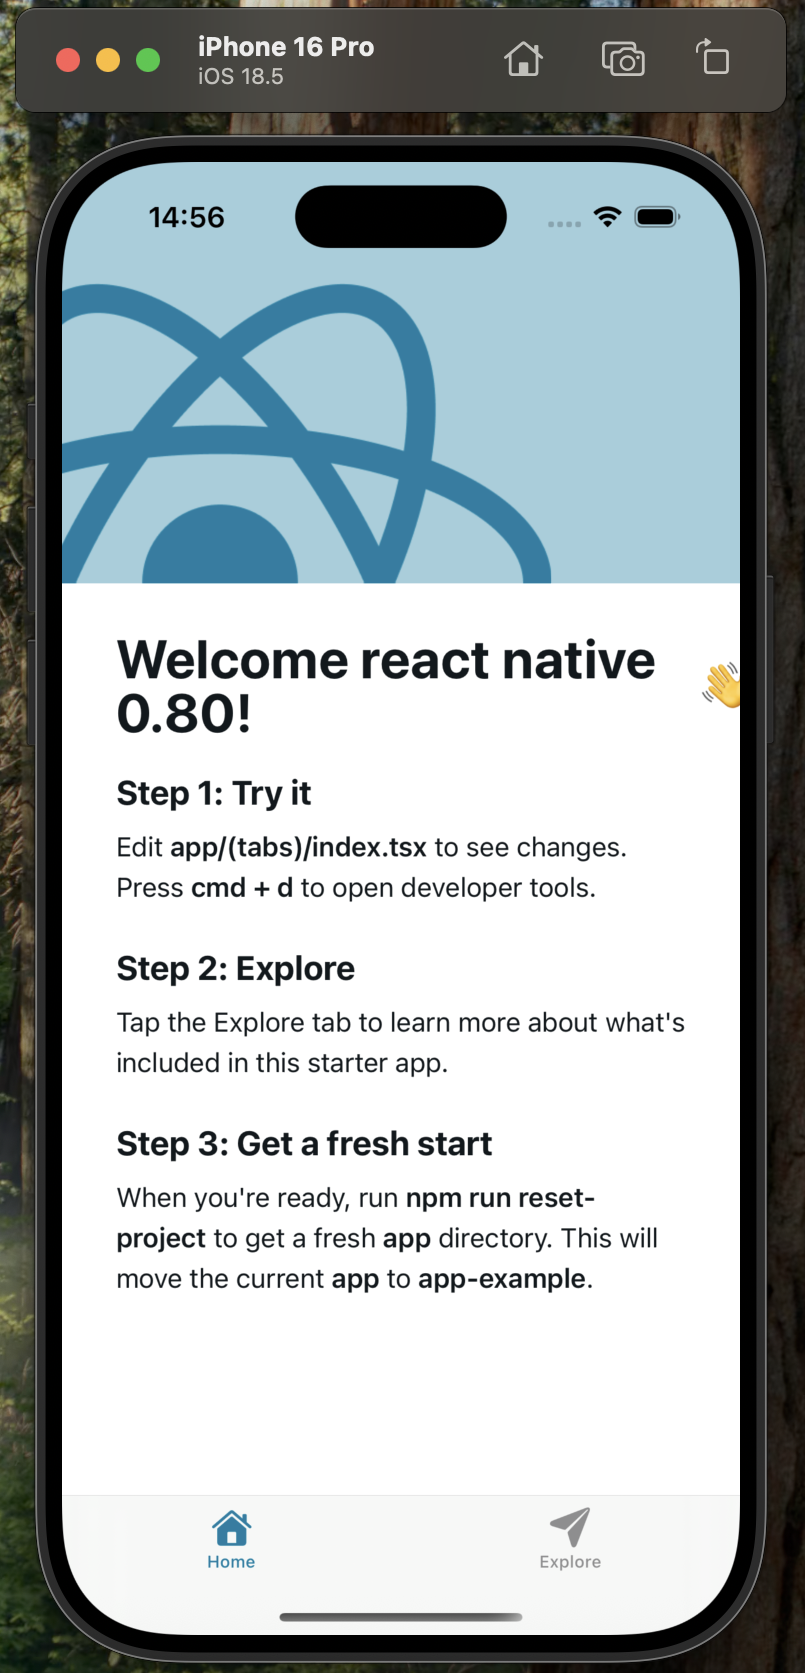 iPhone 16 Pro
iOS 18.5
14:56
Welcome react native 👋
0.80!
Step 1: Try it
Edit app/(tabs)/index.tsx to see changes.
Press cmd + d to open developer tools.
Step 2: Explore
Tap the Explore tab to learn more about what's
included in this starter app.
Step 3: Get a fresh start
When you're ready, run npm run reset-
project to get a fresh app directory. This will
move the current app to app-example.
Home
Explore